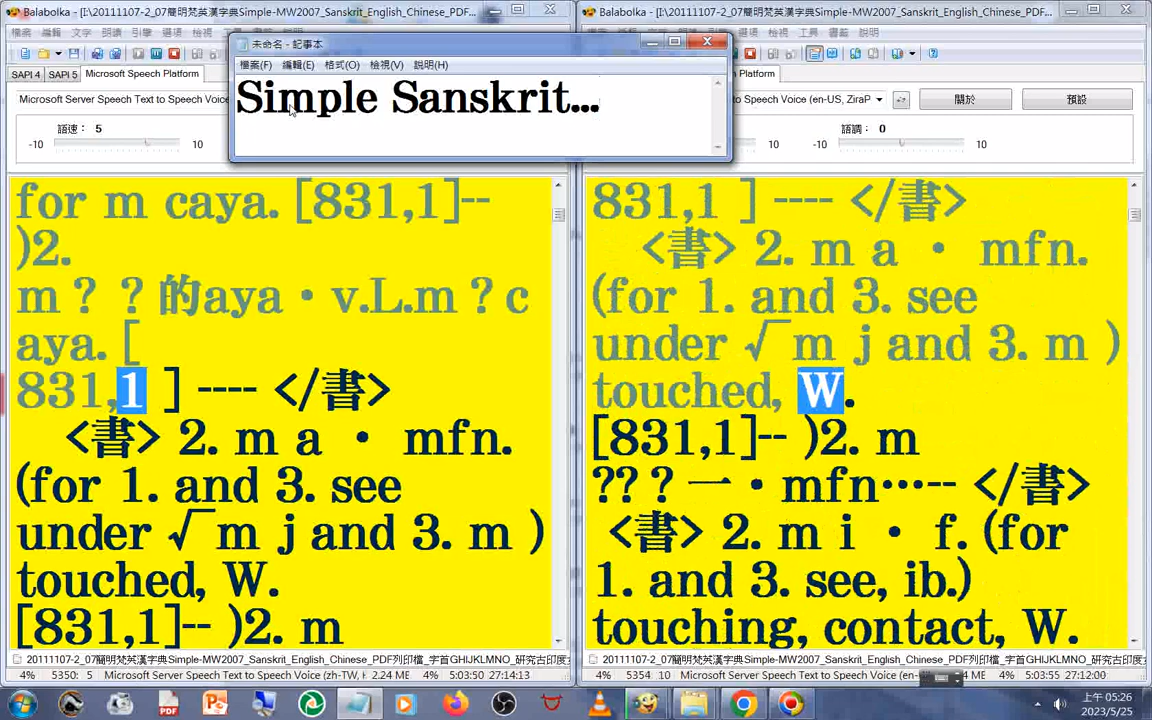 Balabolka - [I:\20111107-2_07簡明梵英漢字典Simple-MW2007_Sanskrit_English_Chinese_PDF...
Balabolka - [I:\20111107-2_07簡明梵英漢字典Simple-MW2007_Sanskrit_English_Chinese_PDF...
未命名 - 記事本
檔案(F) 編輯(E) 格式(O) 檢視(V) 說明(H)
Simple Sanskrit...
SAPI 4 SAPI 5 Microsoft Speech Platform
Platform
Microsoft Server Speech Text to Speech Voice
to Speech Voice (en-US, ZiraP
關於
預設
語速： 5
-10 10
10
語調： 0
-10 10
for m caya. [831,1]--
)2.
m？？的aya・v.L.m？c
aya. [
831,1 ] ---- </書>
<書> 2. m a ・ mfn.
(for 1. and 3. see
under √ m j and 3. m )
touched, W.
[831,1]-- )2. m
831,1 ] ---- </書>
<書> 2. m a ・ mfn.
(for 1. and 3. see
under √ m j and 3. m )
touched, W.
[831,1]-- )2. m
???一・mfn…-- </書>
<書> 2. m i ・ f. (for
1. and 3. see, ib.)
touching, contact, W.
20111107-2_07簡明梵英漢字典Simple-MW2007_Sanskrit_English_Chinese_PDF列印檔_字首GHIJKLMNO_研究古印度
20111107-2_07簡明梵英漢字典Simple-MW2007_Sanskrit_English_Chinese_PDF列印檔_字首GHIJKLMNO_研究古印度
4% 5350: 5 Microsoft Server Speech Text to Speech Voice (zh-TW, 2.24 MB 4% 5:03:50 27:14:13
4% 5354 10 Microsoft Server Speech Text to Speech Voice (en-us, ME 4% 5:03:55 27:12:00
上午 05:26
2023/5/25